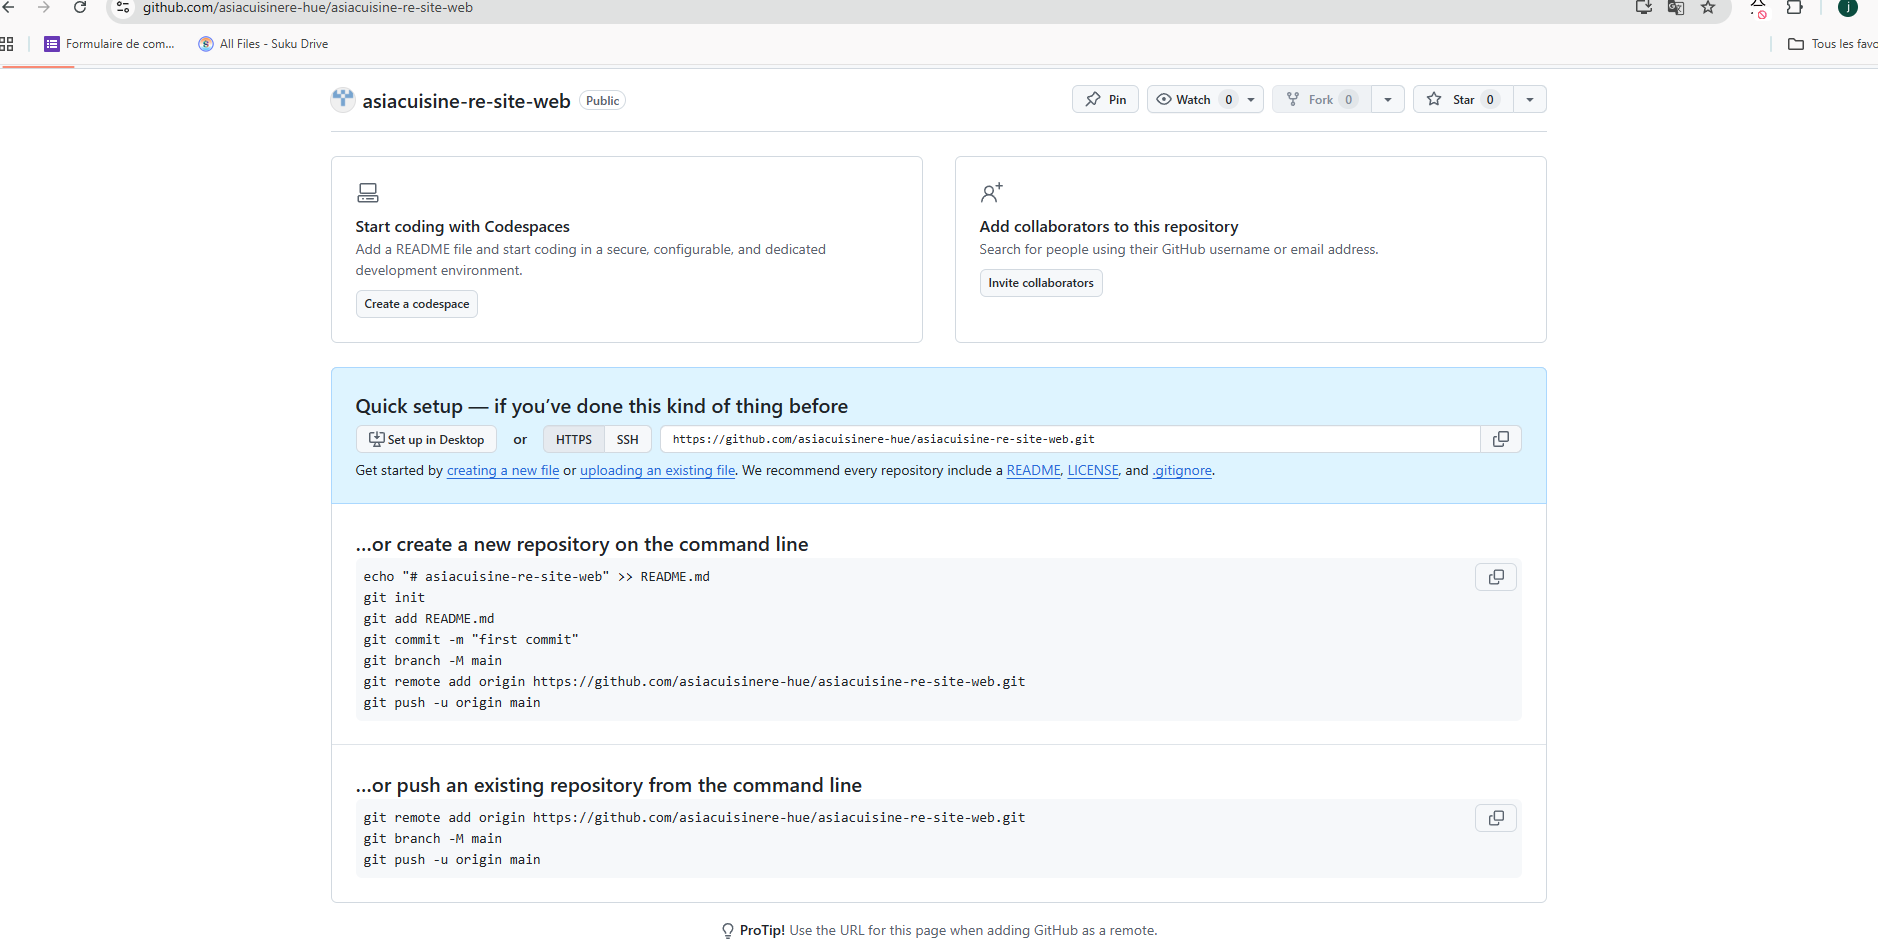 github.com/asiacuisinere-hue/asiacuisine-re-site-web
j
Formulaire de com...
All Files - Suku Drive
Tous les favo
asiacuisine-re-site-web Public
Pin
Watch 0
Fork 0
Star 0
Start coding with Codespaces
Add a README file and start coding in a secure, configurable, and dedicated
development environment.
Create a codespace
Add collaborators to this repository
Search for people using their GitHub username or email address.
Invite collaborators
Quick setup — if you've done this kind of thing before
Set up in Desktop or HTTPS SSH https://github.com/asiacuisinere-hue/asiacuisine-re-site-web.git
Get started by creating a new file or uploading an existing file. We recommend every repository include a README, LICENSE, and .gitignore.
...or create a new repository on the command line
echo "# asiacuisine-re-site-web" >> README.md
git init
git add README.md
git commit -m "first commit"
git branch -M main
git remote add origin https://github.com/asiacuisinere-hue/asiacuisine-re-site-web.git
git push -u origin main
...or push an existing repository from the command line
git remote add origin https://github.com/asiacuisinere-hue/asiacuisine-re-site-web.git
git branch -M main
git push -u origin main
ProTip! Use the URL for this page when adding GitHub as a remote.